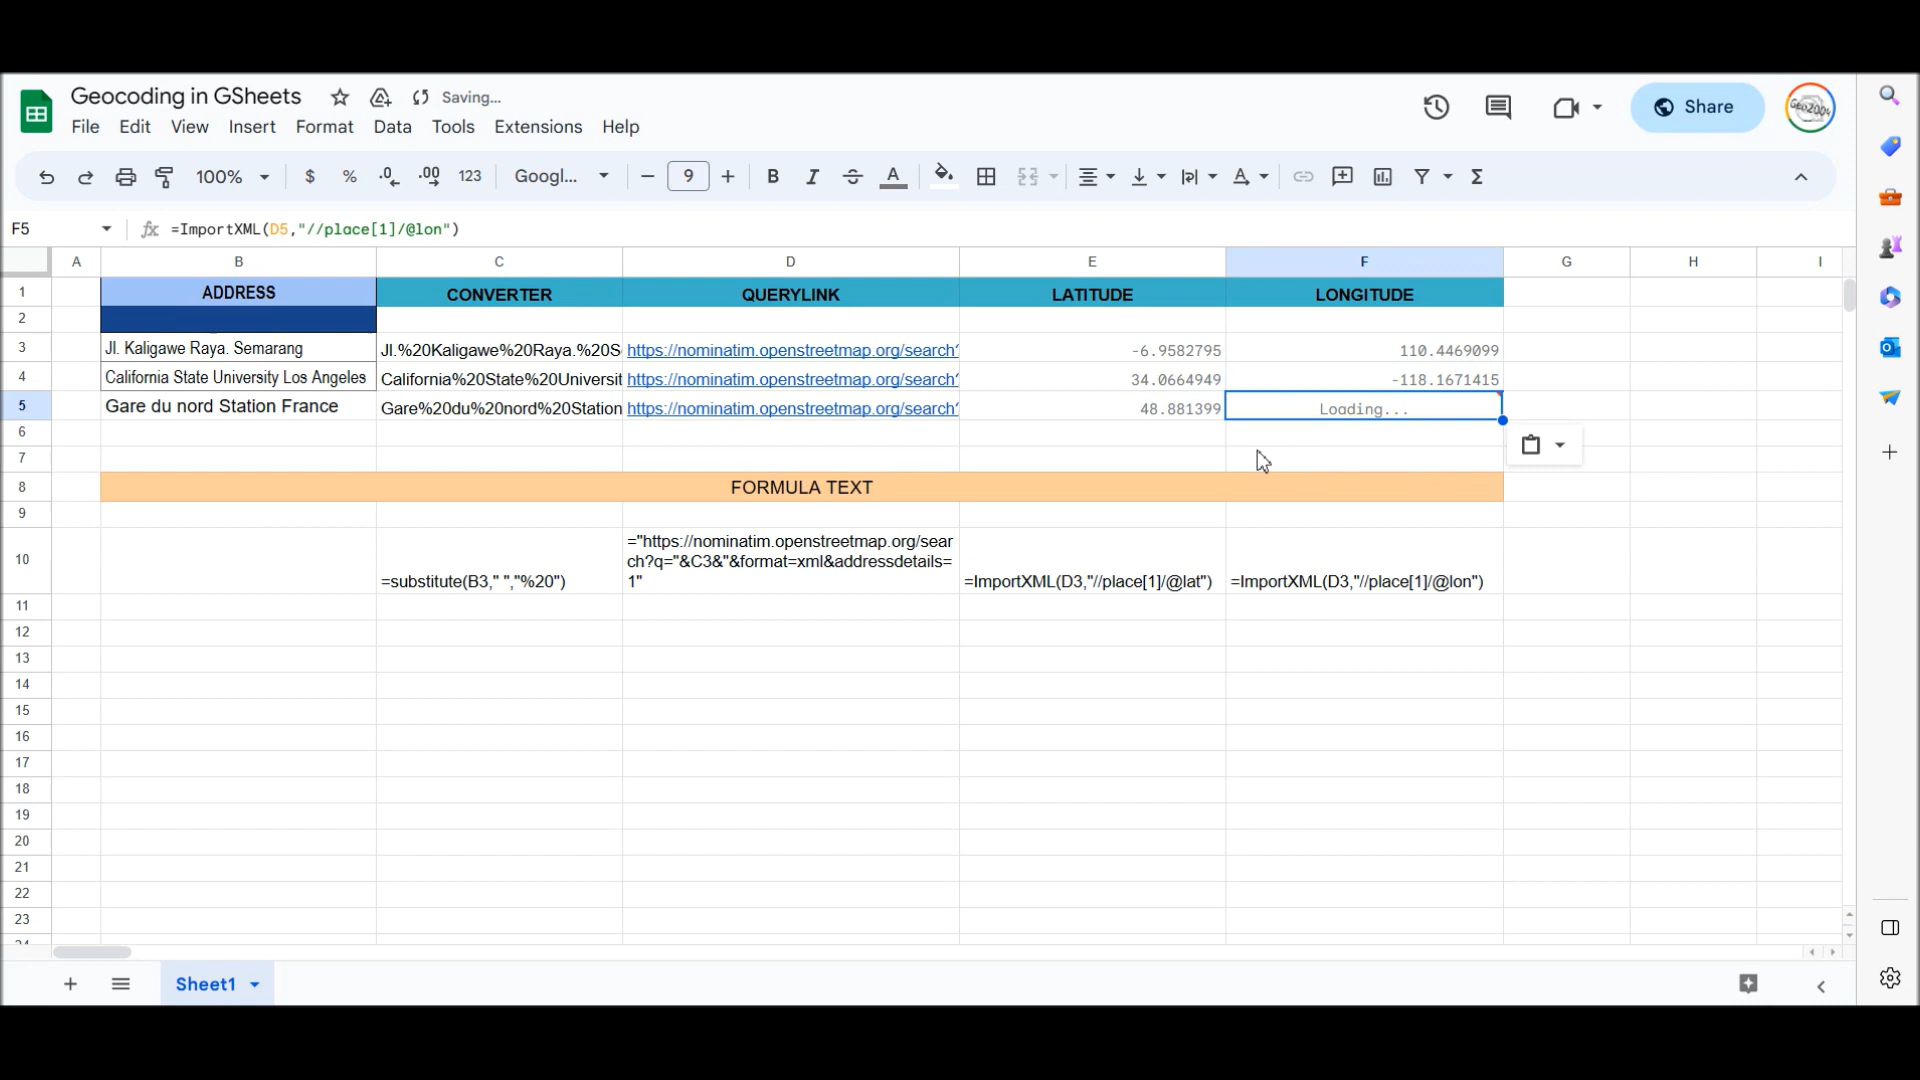 Geocoding in GSheets Saving...
Share
Geo2004
File Edit View Insert Format Data Tools Extensions Help
100% $ % .0 .00 123 Googl... 9 B I
F5 =ImportXML(D5,"//place[1]/@lon")
A B C D E F G H I
1 ADDRESS CONVERTER QUERYLINK LATITUDE LONGITUDE
2
3 Jl. Kaligawe Raya. Semarang Jl.%20Kaligawe%20Raya.%20S https://nominatim.openstreetmap.org/search? -6.9582795 110.4469099
4 California State University Los Angeles California%20State%20Universit https://nominatim.openstreetmap.org/search? 34.0664949 -118.1671415
5 Gare du nord Station France Gare%20du%20nord%20Station https://nominatim.openstreetmap.org/search? 48.881399 Loading...
6
7
8 FORMULA TEXT
9
10 =substitute(B3," ","%20")
="https://nominatim.openstreetmap.org/sear
ch?q="&C3&"&format=xml&addressdetails=
1"
=ImportXML(D3,"//place[1]/@lat") =ImportXML(D3,"//place[1]/@lon")
11
12
13
14
15
16
17
18
19
20
21
22
23
Sheet1